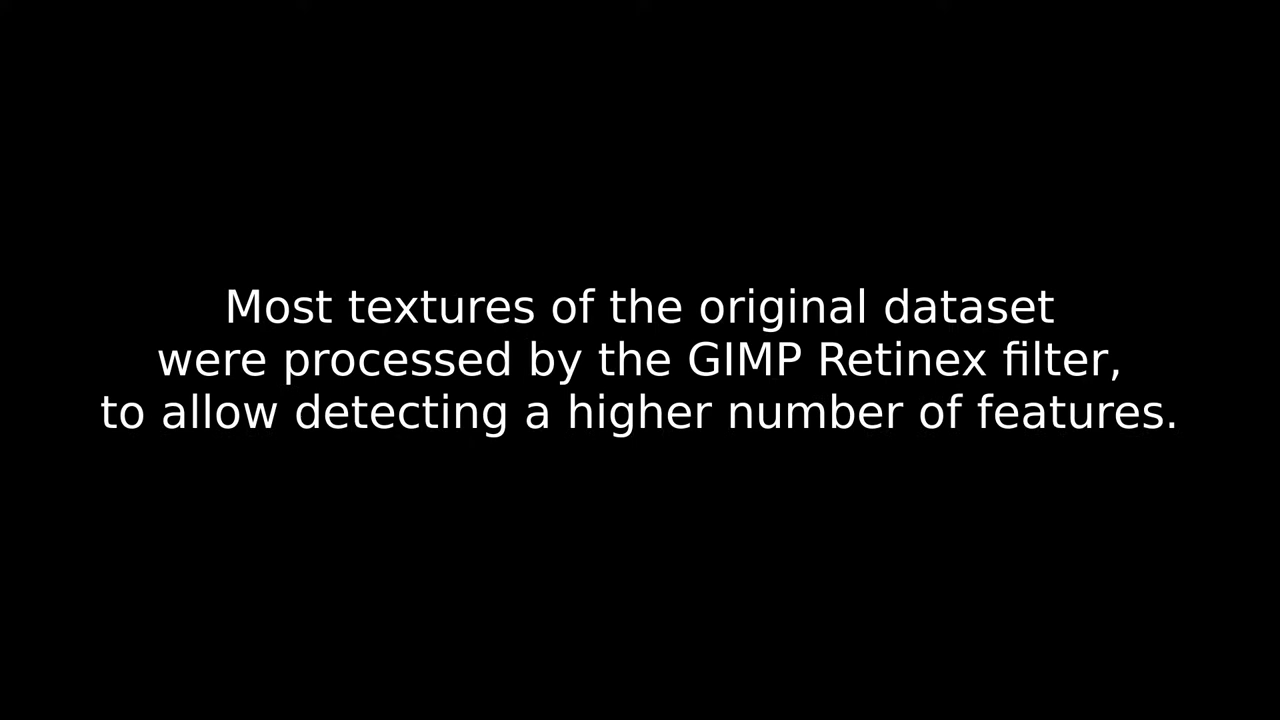 Most textures of the original dataset
were processed by the GIMP Retinex filter,
to allow detecting a higher number of features.